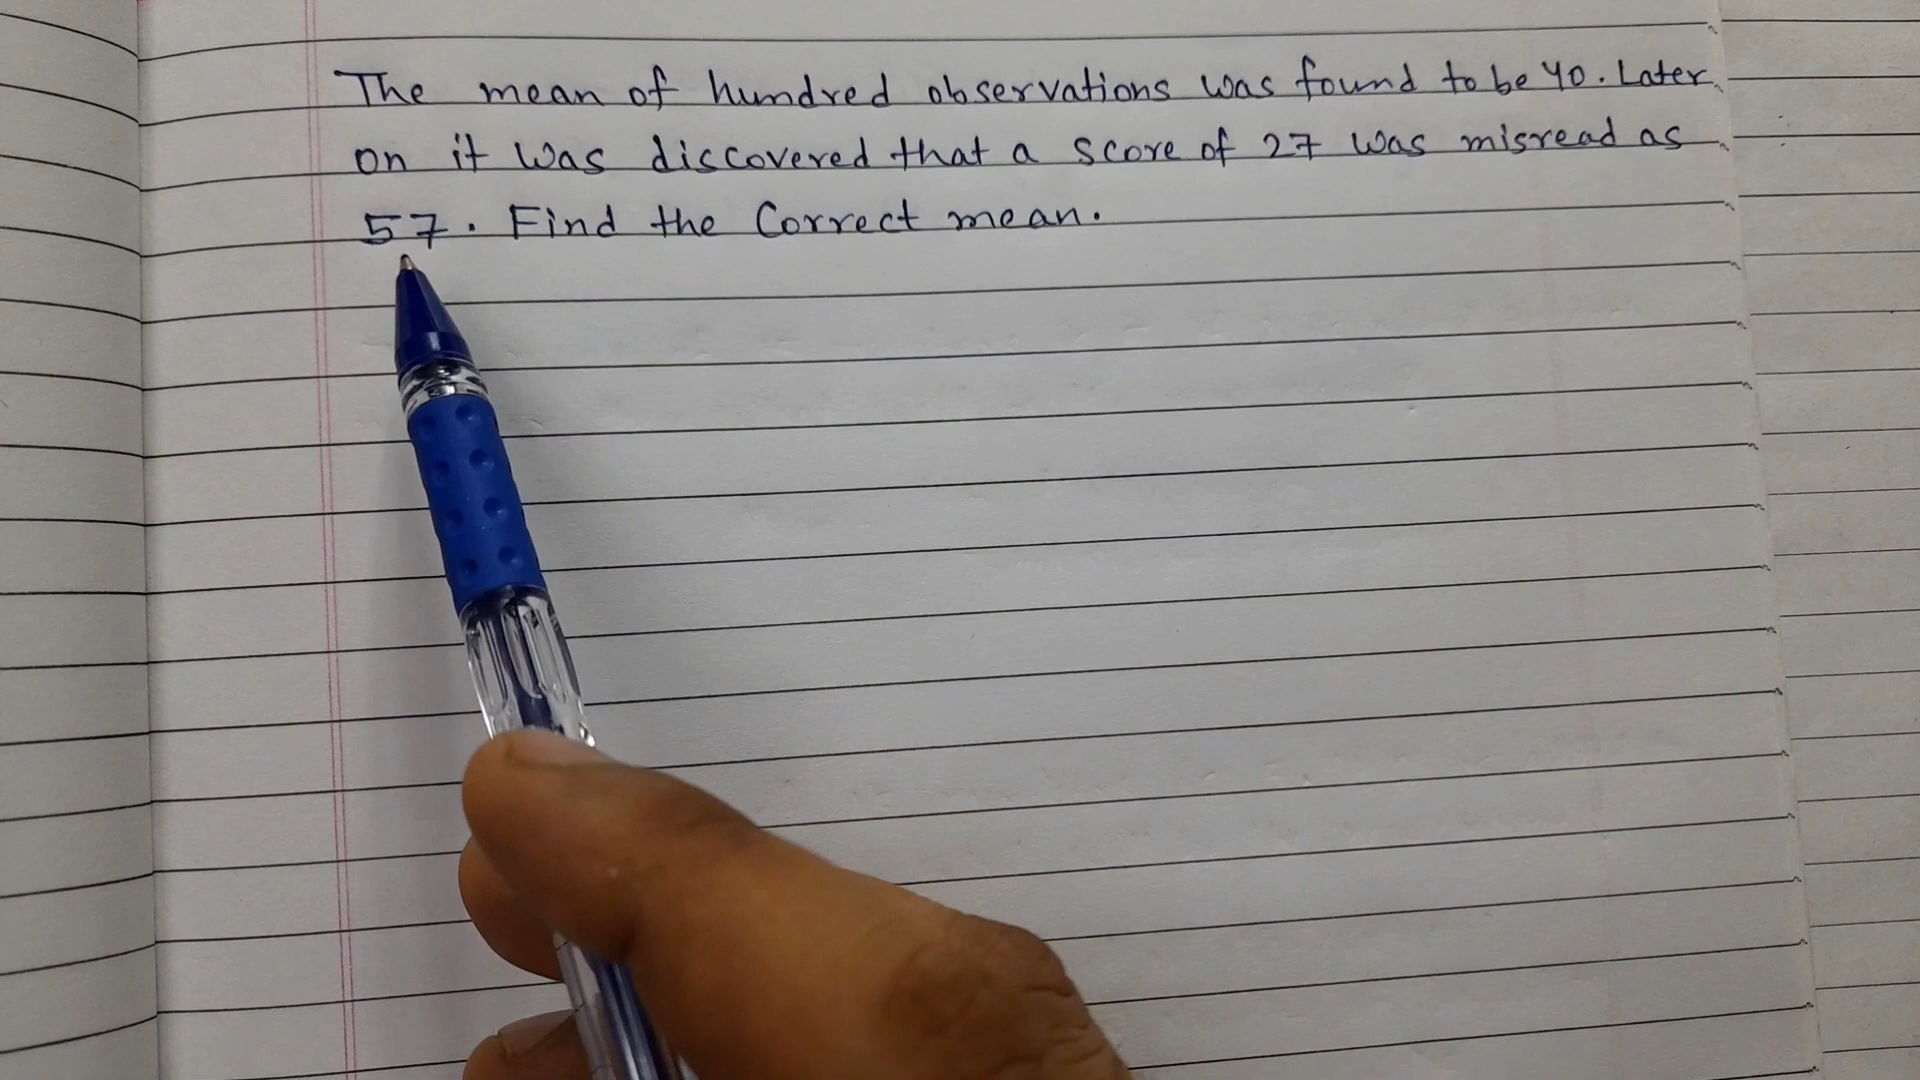 The mean of hundred observations was found to be 40. Later
on it was discovered that a score of 27 was misread as
57. Find the Correct mean.